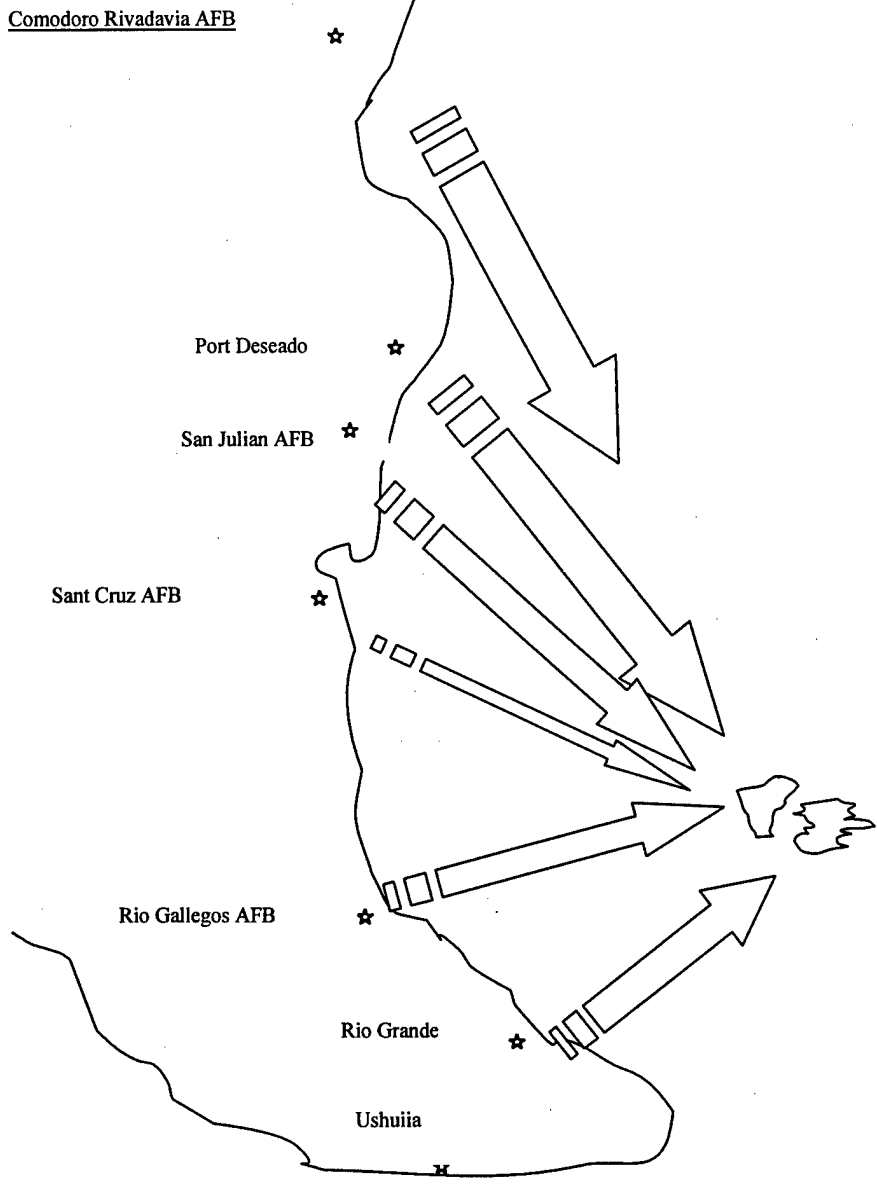 Comodoro Rivadavia AFB
Port Deseado
San Julian AFB
Sant Cruz AFB
Rio Gallegos AFB
Rio Grande
Ushuiia